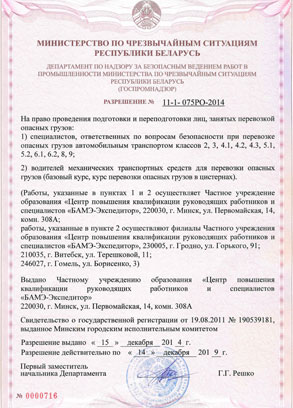 МИНИСТЕРСТВО ПО ЧРЕЗВЫЧАЙНЫМ СИТУАЦИЯМ
РЕСПУБЛИКИ БЕЛАРУСЬ
ДЕПАРТАМЕНТ ПО НАДЗОРУ ЗА БЕЗОПАСНЫМ ВЕДЕНИЕМ РАБОТ В
ПРОМЫШЛЕННОСТИ МИНИСТЕРСТВА ПО ЧРЕЗВЫЧАЙНЫМ СИТУАЦИЯМ
РЕСПУБЛИКИ БЕЛАРУСЬ
(ГОСПРОМНАДЗОР)
РАЗРЕШЕНИЕ № 11-1- 075РО-2014
На право проведения подготовки и переподготовки лиц, занятых перевозкой
опасных грузов:
1) специалистов, ответственных по вопросам безопасности при перевозке
опасных грузов автомобильным транспортом классов 2, 3, 4.1, 4.2, 4.3, 5.1,
5.2, 6.1, 6.2, 8, 9;
2) водителей механических транспортных средств для перевозки опасных
грузов (базовый курс, курс перевозки опасных грузов в цистернах).
(Работы, указанные в пунктах 1 и 2 осуществляет Частное учреждение
образования «Центр повышения квалификации руководящих работников и
специалистов «БАМЭ-Экспедитор», 220030, г. Минск, ул. Первомайская, 14,
комн. 308А;
работы, указанные в пункте 2 осуществляют филиалы Частного учреждения
образования «Центр повышения квалификации руководящих работников и
специалистов «БАМЭ-Экспедитор», 230005, г. Гродно, ул. Горького, 91;
210035, г. Витебск, ул. Терешковой, 11;
246027, г. Гомель, ул. Борисенко, 3)
Выдано Частному учреждению образования «Центр повышения
квалификации руководящих работников и специалистов
«БАМЭ-Экспедитор»
220030, г. Минск, ул. Первомайская, 14, комн. 308А
Свидетельство о государственной регистрации от 19.08.2011 № 190539181,
выданное Минским городским исполнительным комитетом
Разрешение выдано « 15 » декабря 201 4 г.
Разрешение действительно по « 14 » декабря 201 9 г.
Первый заместитель
начальника Департамента Г.Г. Решко
№ 0000716